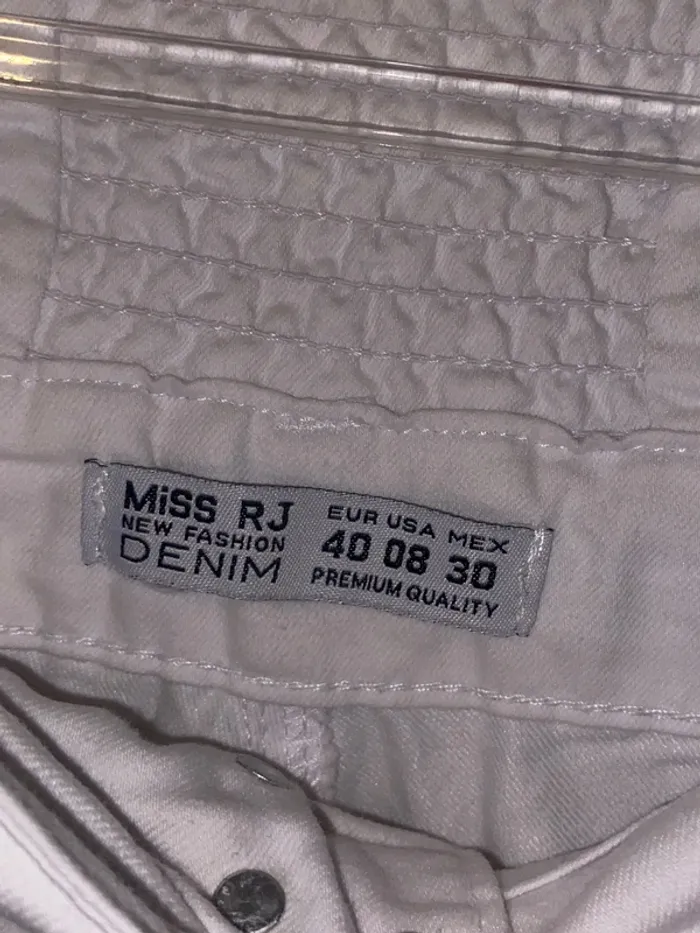 MiSS RJ
NEW FASHION
DENIM
EUR USA MEX
40 08 30
PREMIUM QUALITY